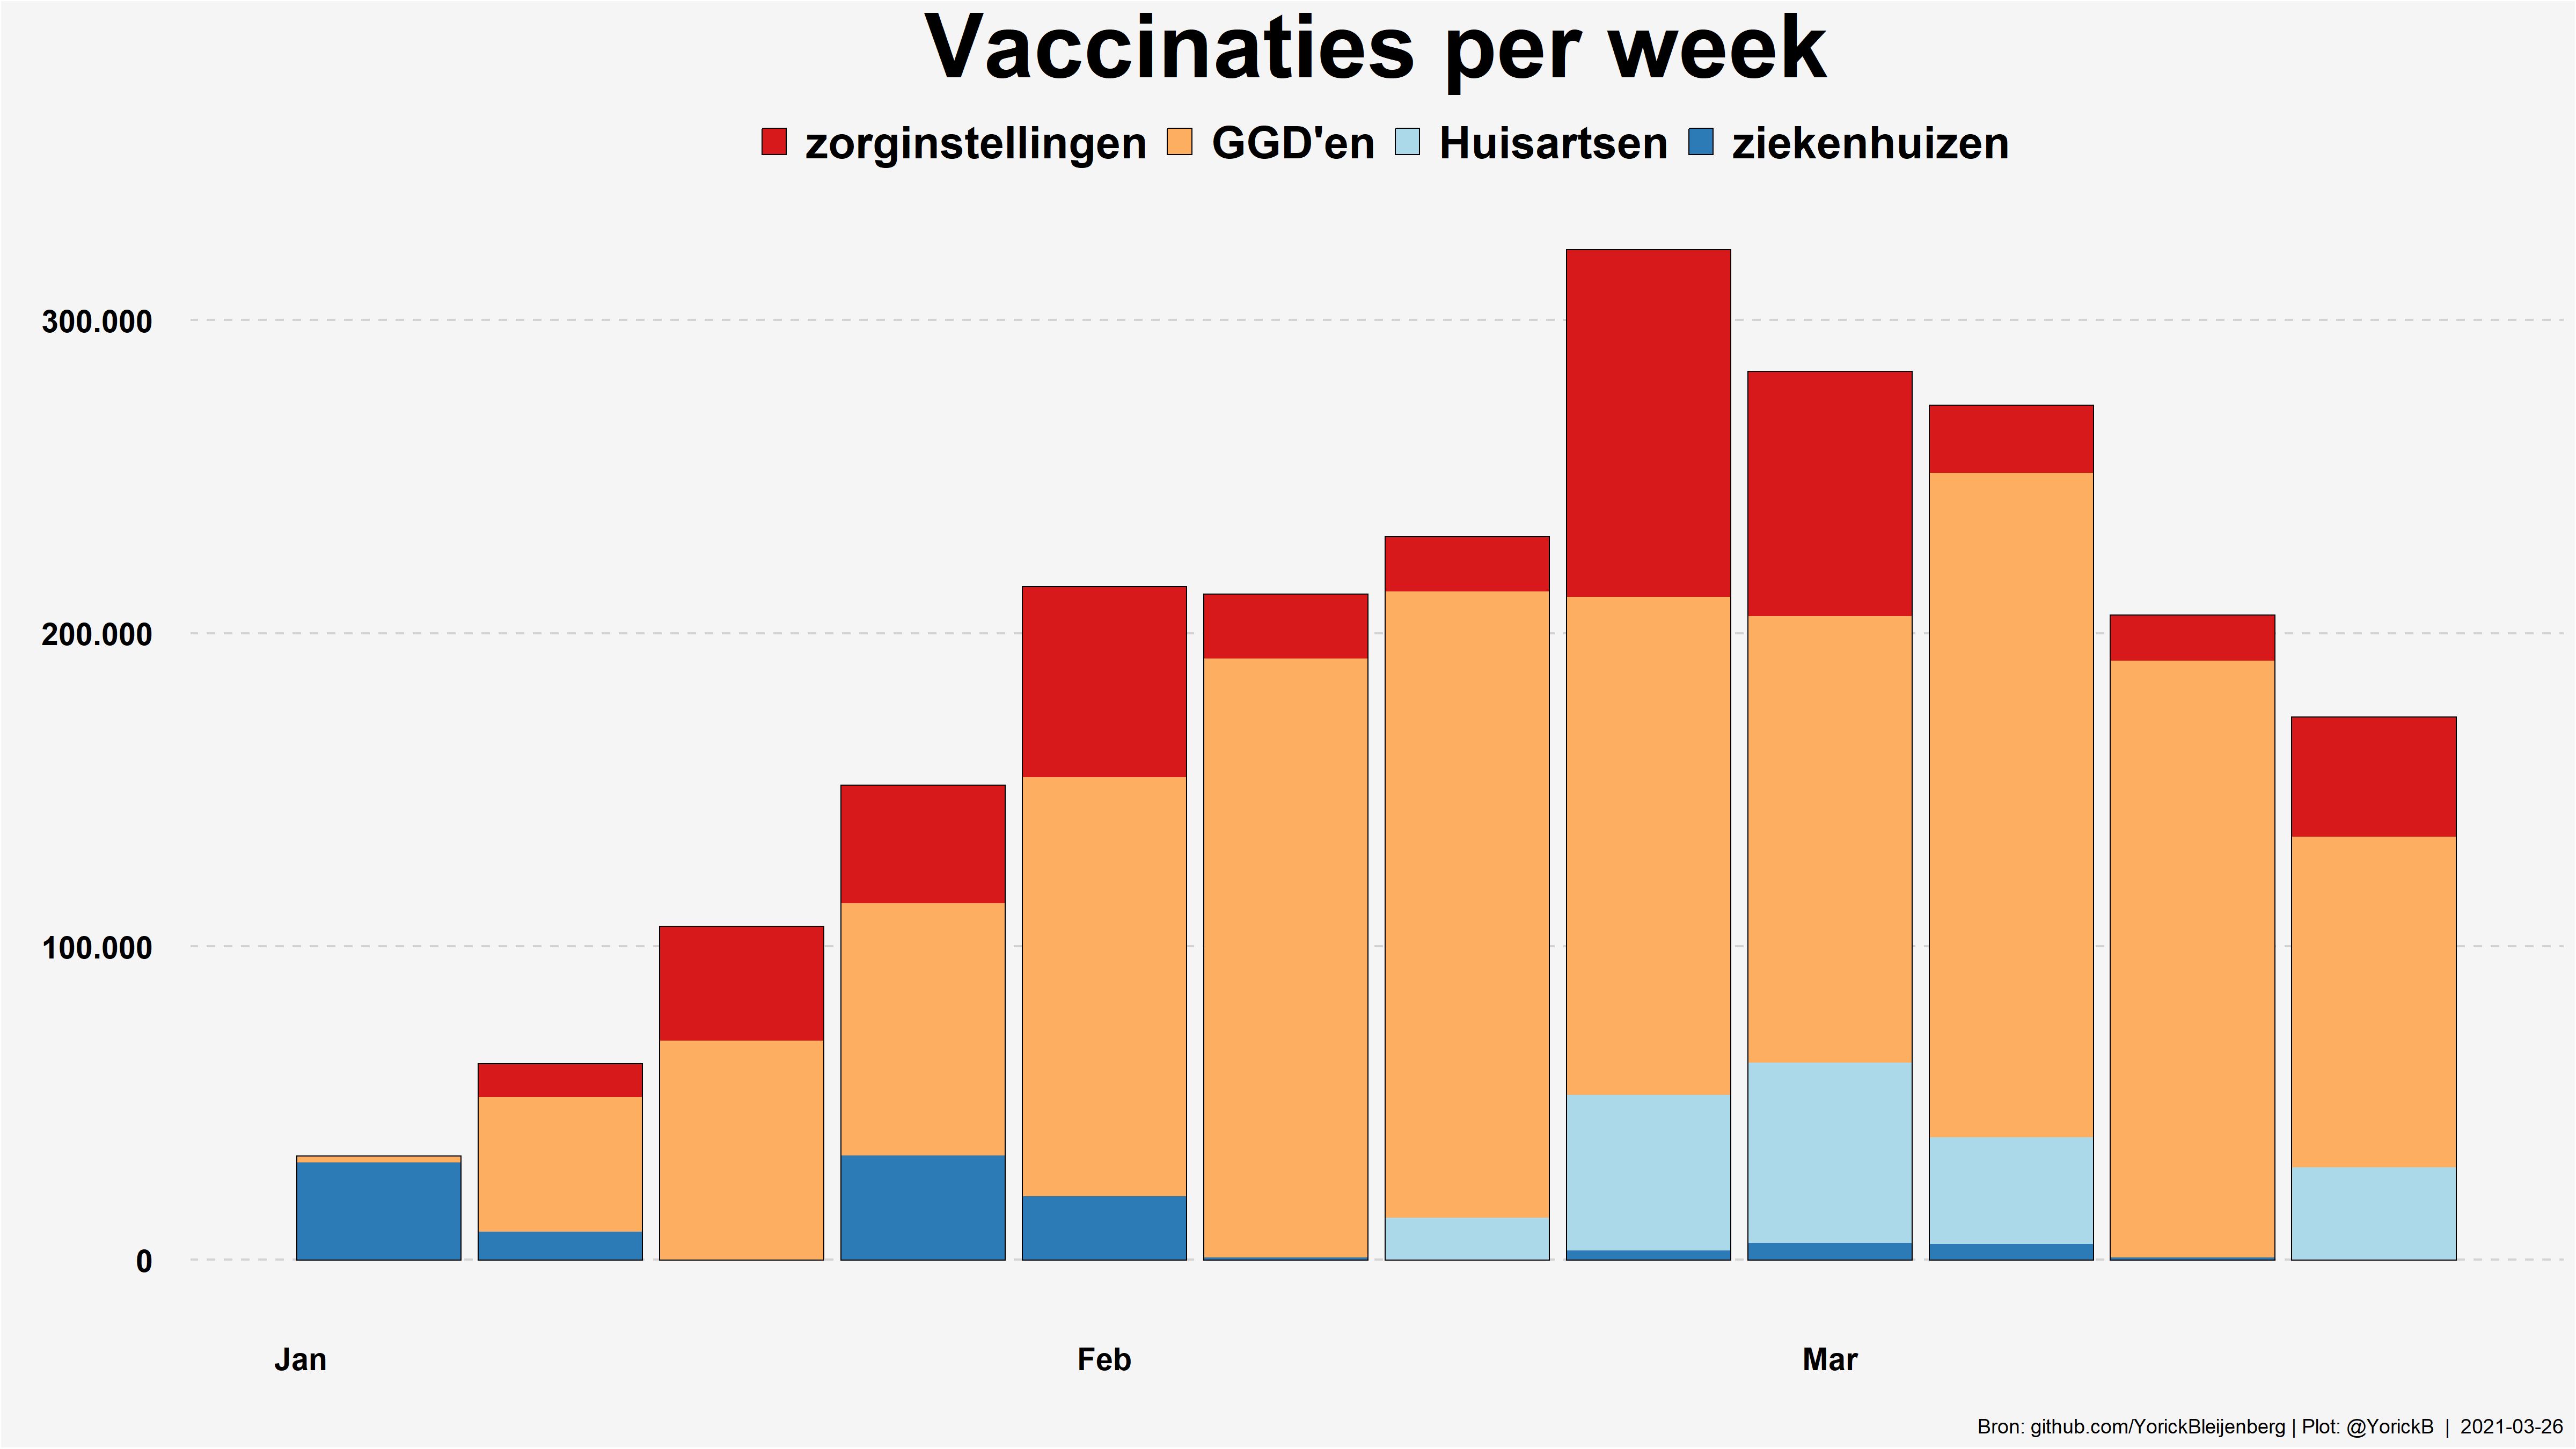 Vaccinaties per week
zorginstellingen GGD'en Huisartsen ziekenhuizen
300.000
200.000
100.000
0
Jan Feb Mar
Bron: github.com/YorickBleijenberg | Plot: @YorickB | 2021-03-26